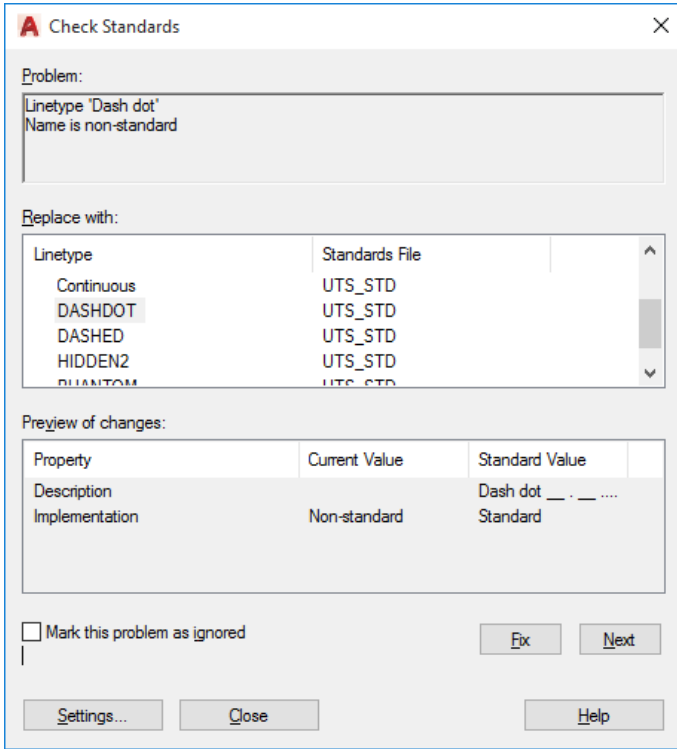 Check Standards
Problem:
Linetype 'Dash dot'
Name is non-standard
Replace with:
Linetype Standards File
Continuous UTS_STD
DASHDOT UTS_STD
DASHED UTS_STD
HIDDEN2 UTS_STD
PHANTOM UTS_STD
Preview of changes:
Property Current Value Standard Value
Description Dash dot __ . __ ....
Implementation Non-standard Standard
Mark this problem as ignored
Fix Next
Settings... Close Help